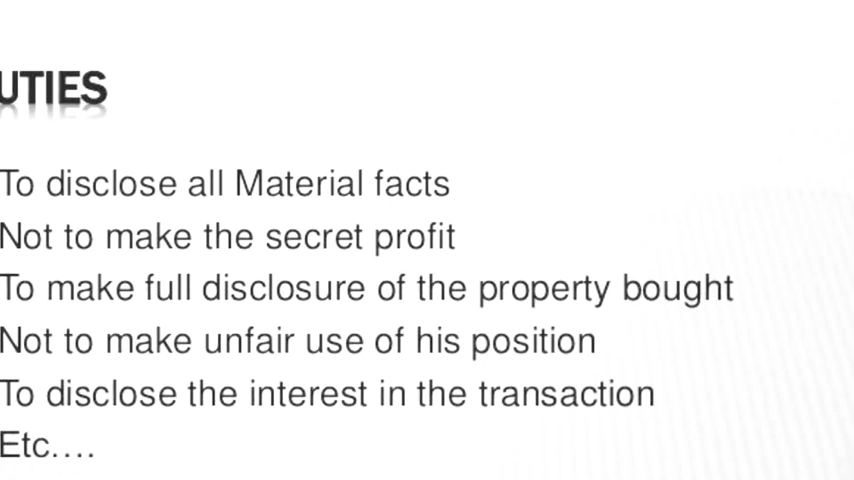 UTIES
To disclose all Material facts
Not to make the secret profit
To make full disclosure of the property bought
Not to make unfair use of his position
To disclose the interest in the transaction
Etc....